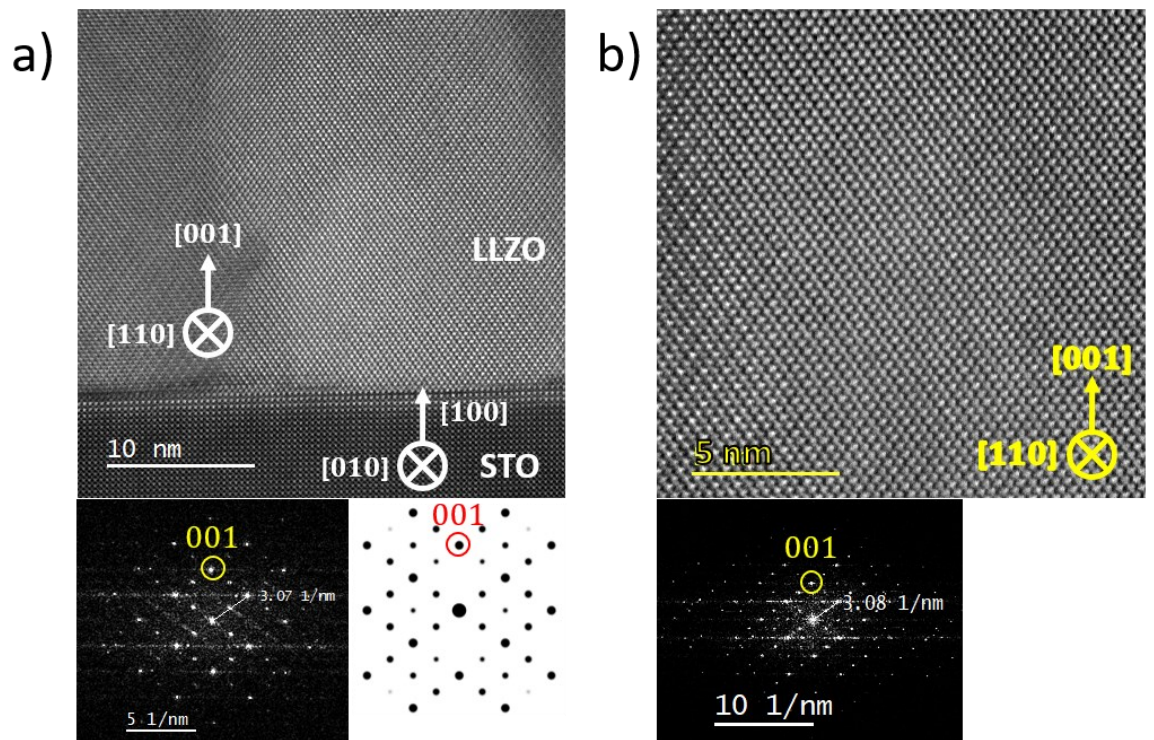 a)
[001]
LLZO
[110]
[100]
10 nm
[010]
STO
001
3.07 1/nm
5 1/nm
001
b)
[001]
5 nm
[110]
001
3.08 1/nm
10 1/nm